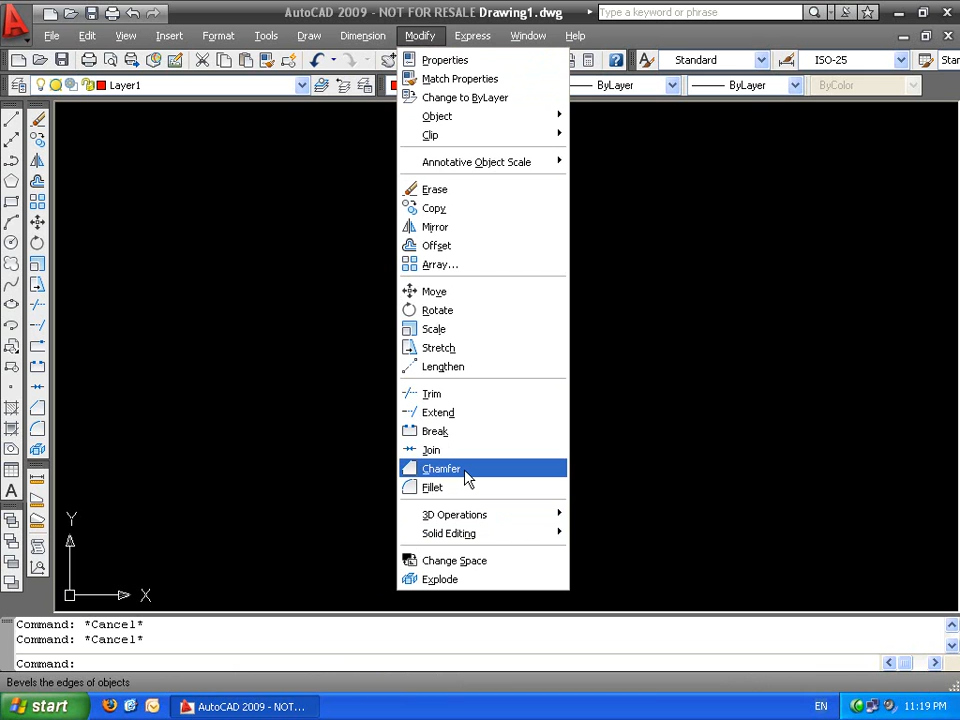 AutoCAD 2009 - NOT FOR RESALE Drawing1.dwg
Type a keyword or phrase
File Edit View Insert Format Tools Draw Dimension Modify Express Window Help
Standard ISO-25 Star
Layer1 ByLayer ByLayer ByColor
Properties
Match Properties
Change to ByLayer
Object
Clip
Annotative Object Scale
Erase
Copy
Mirror
Offset
Array...
Move
Rotate
Scale
Stretch
Lengthen
Trim
Extend
Break
Join
Chamfer
Fillet
3D Operations
Solid Editing
Change Space
Explode
A
Y
X
Command: *Cancel*
Command: *Cancel*
Command:
Bevels the edges of objects
start AutoCAD 2009 - NOT... EN 11:19 PM